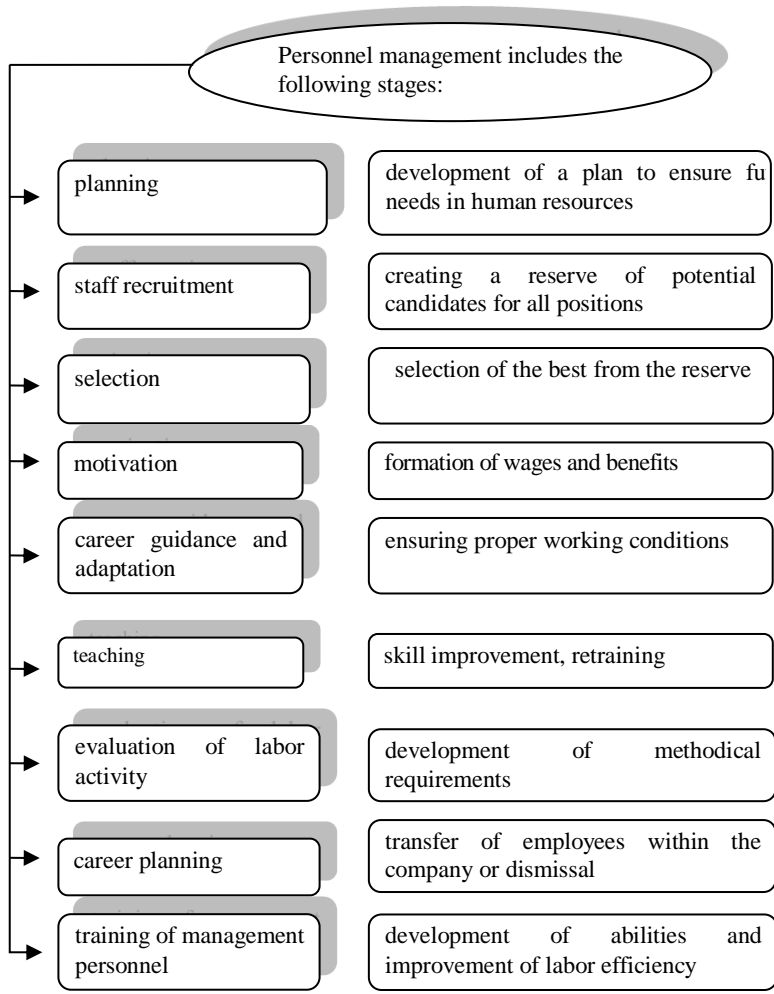 Personnel management includes the
following stages:
planning
development of a plan to ensure fu
needs in human resources
staff recruitment
creating a reserve of potential
candidates for all positions
selection
selection of the best from the reserve
motivation
formation of wages and benefits
career guidance and
adaptation
ensuring proper working conditions
teaching
skill improvement, retraining
evaluation of labor
activity
development of methodical
requirements
career planning
transfer of employees within the
company or dismissal
training of management
personnel
development of abilities and
improvement of labor efficiency